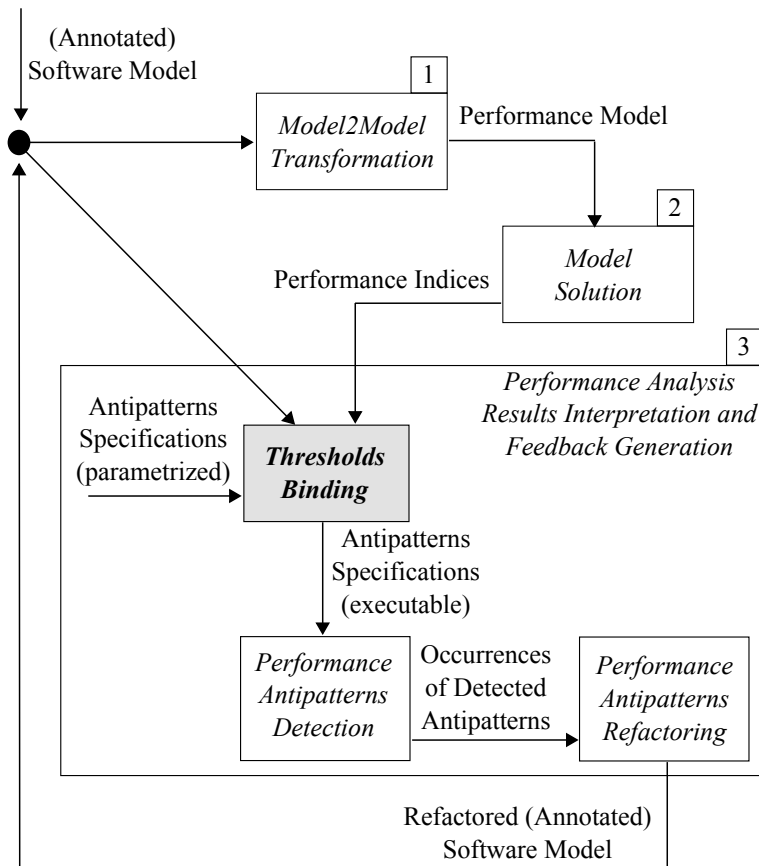 (Annotated)
Software Model
1
Model2Model
Transformation
Performance Model
2
Model
Solution
Performance Indices
3
Performance Analysis
Results Interpretation and
Feedback Generation
Antipatterns
Specifications
(parametrized)
Thresholds
Binding
Antipatterns
Specifications
(executable)
Performance
Antipatterns
Detection
Occurrences
of Detected
Antipatterns
Performance
Antipatterns
Refactoring
Refactored (Annotated)
Software Model